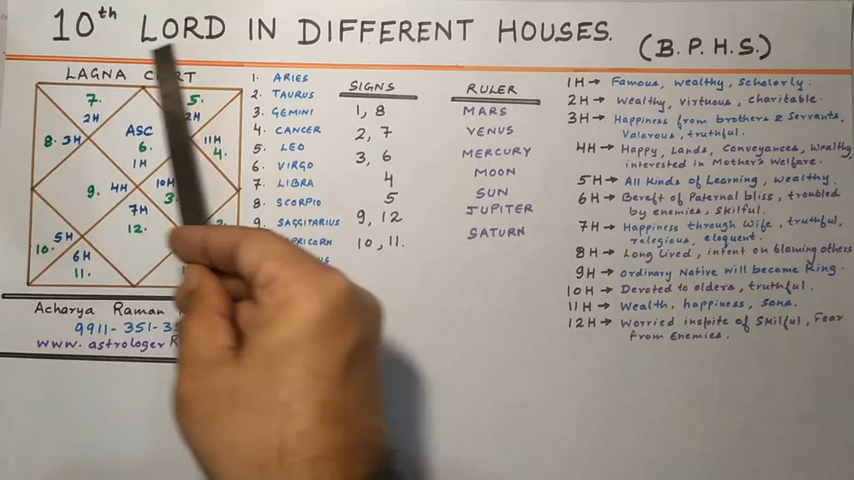 10th LORD IN DIFFERENT HOUSES.
(B.P.H.S.)
LAGNA
7.
5.
2H
ASC
6.
1H
8. 3H
11H
4.
9. 4H
10H
3.
7H
12.
5H
10.
6H
11.
1. ARIES
2. TAURUS
3. GEMINI
4. CANCER
5. LEO
6. VIRGO
7. LIBRA
8. SCORPIO
9. SAGGITARIUS
SIGNS
1, 8
2, 7
3, 6
4
5
9, 12
10, 11.
RULER
MARS
VENUS
MERCURY
MOON
SUN
JUPITER
SATURN
1H → Famous, wealthy, Scholorly.
2H → Wealthy, virtuous, charitable.
3H → Happiness from brothers & Servants,
Valorous, truthful.
4H → Happy, Lands, Conveyances, Wealthy,
interested in Mother's Welfare.
5H → All Kinds of Learning, wealthy.
6H → Bereft of Paternal bliss, troubled
by enemies, skilful.
7H → Happiness through Wife, truthful,
relegious, eloquent.
8H → Long Lived, intent on blaming others
9H → ordinary Native will become King.
10H → Devoted to elders, truthful.
11H → Wealth, happiness, sons.
12H → Worried inspite of Skilful, Fear
from Enemies.
Acharya Raman
9911-351-
www.astrologer